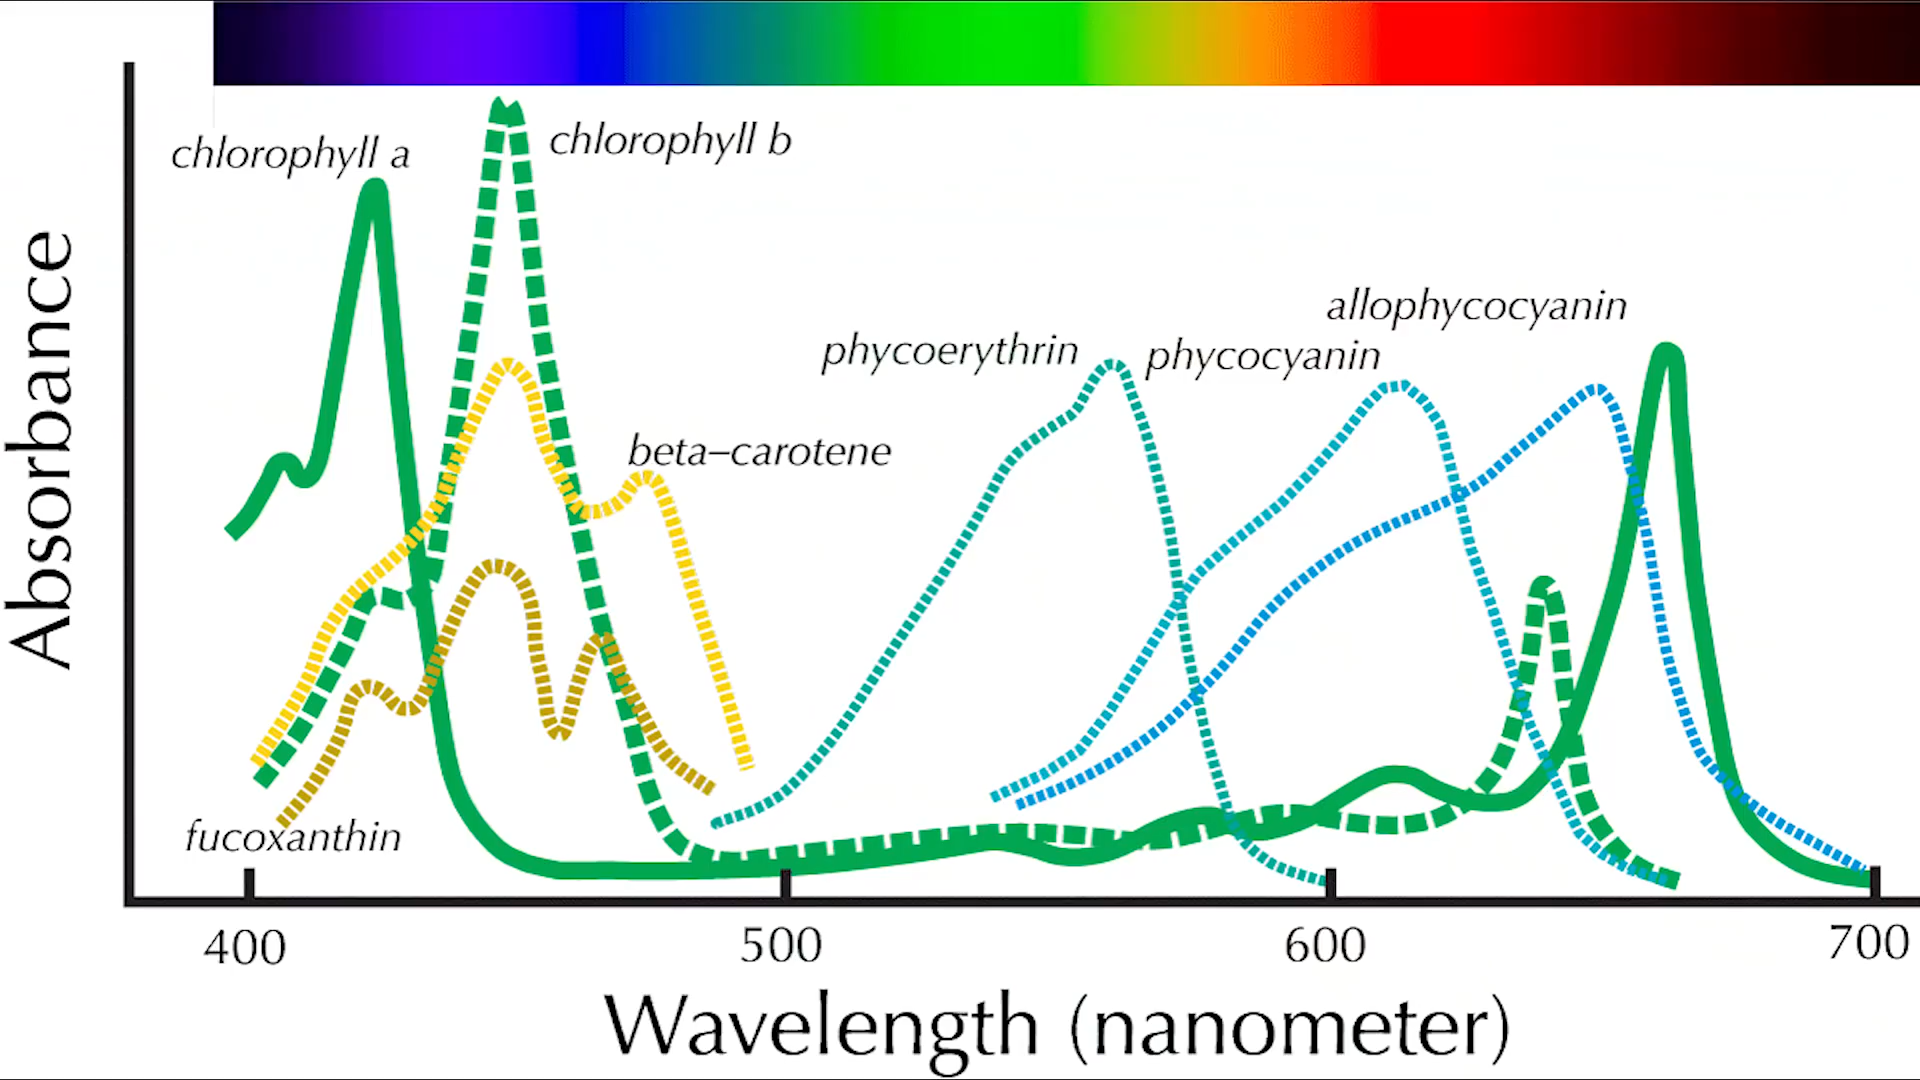 chlorophyll a
chlorophyll b
allophycocyanin
phycoerythrin
phycocyanin
beta–carotene
fucoxanthin
Absorbance
400
500
600
700
Wavelength (nanometer)